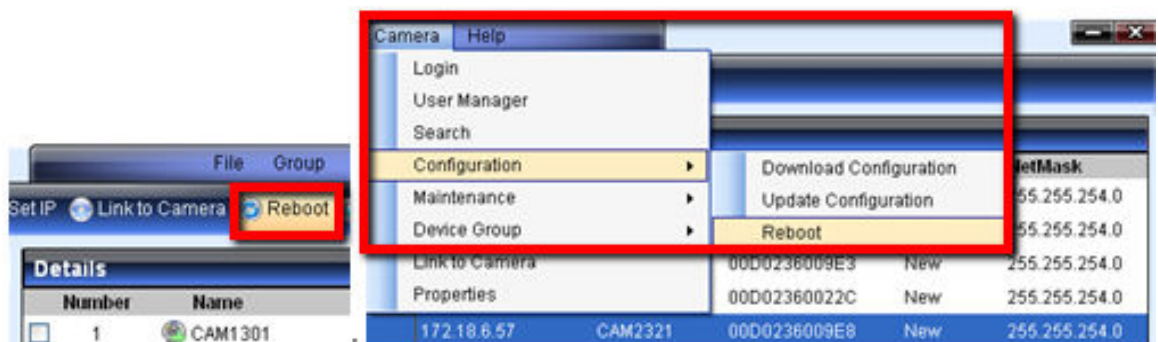 File Group
Set IP Link to Camera Reboot
Details
Number Name
1 CAM1301
Camera Help
Login
User Manager
Search
Configuration
Maintenance
Device Group
Link to Camera
Properties
Download Configuration
Update Configuration
Reboot
NetMask
255.255.254.0
255.255.254.0
00D0236009E3 New 255.255.254.0
00D02360022C New 255.255.254.0
172.18.6.57 CAM2321 00D0236009E8 New 255.255.254.0